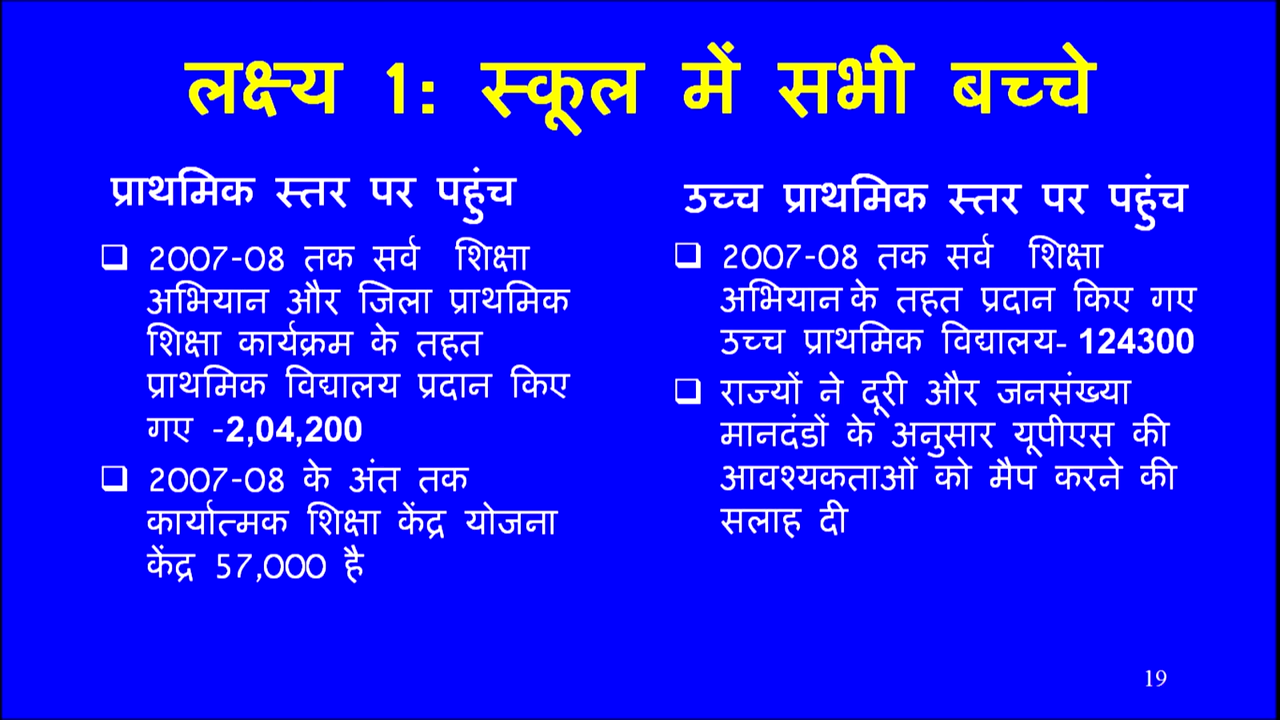 लक्ष्य 1: स्कूल में सभी बच्चे
प्राथमिक स्तर पर पहुंच
2007-08 तक सर्व शिक्षा
अभियान और जिला प्राथमिक
शिक्षा कार्यक्रम के तहत
प्राथमिक विद्यालय प्रदान किए
गए -2,04,200
2007-08 के अंत तक
कार्यात्मक शिक्षा केंद्र योजना
केंद्र 57,000 है
उच्च प्राथमिक स्तर पर पहुंच
2007-08 तक सर्व शिक्षा
अभियान के तहत प्रदान किए गए
उच्च प्राथमिक विद्यालय- 124300
राज्यों ने दूरी और जनसंख्या
मानदंडों के अनुसार यूपीएस की
आवश्यकताओं को मैप करने की
सलाह दी
19